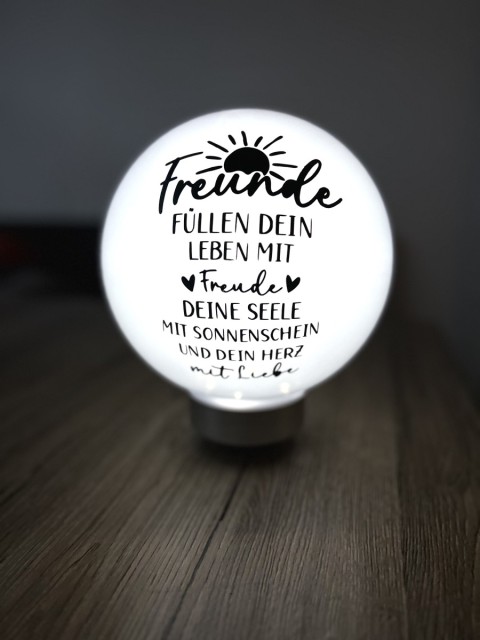 Freunde
FÜLLEN DEIN
LEBEN MIT
Freude
DEINE SEELE
MIT SONNENSCHEIN
UND DEIN HERZ
mit Liebe